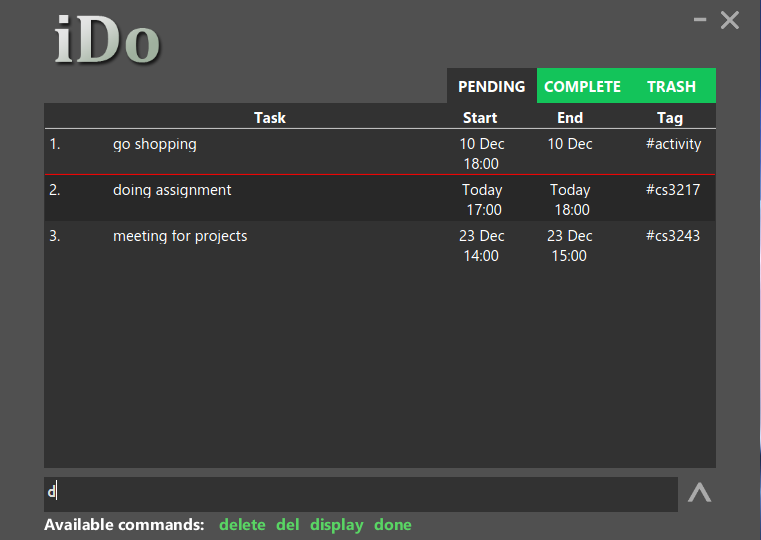 iDo
PENDING COMPLETE TRASH
Task Start End Tag
1. go shopping 10 Dec 10 Dec #activity
18:00
2. doing assignment Today Today #cs3217
17:00 18:00
3. meeting for projects 23 Dec 23 Dec #cs3243
14:00 15:00
d
Available commands: delete del display done